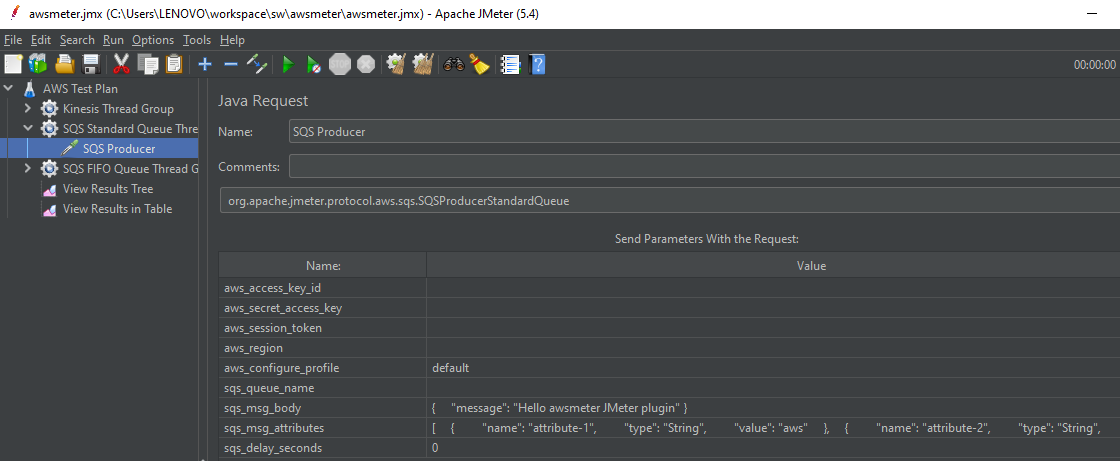 awsmeter.jmx (C:\Users\LENOVO\workspace\sw\awsmeter\awsmeter.jmx) - Apache JMeter (5.4)
File Edit Search Run Options Tools Help
00:00:00
AWS Test Plan
Kinesis Thread Group
SQS Standard Queue Thre
SQS Producer
SQS FIFO Queue Thread G
View Results Tree
View Results in Table
Java Request
Name: SQS Producer
Comments:
org.apache.jmeter.protocol.aws.sqs.SQSProducerStandardQueue
Send Parameters With the Request:
Name: Value
aws_access_key_id
aws_secret_access_key
aws_session_token
aws_region
aws_configure_profile default
sqs_queue_name
sqs_msg_body { "message": "Hello awsmeter JMeter plugin" }
sqs_msg_attributes [ { "name": "attribute-1", "type": "String", "value": "aws" }, { "name": "attribute-2", "type": "String",
sqs_delay_seconds 0